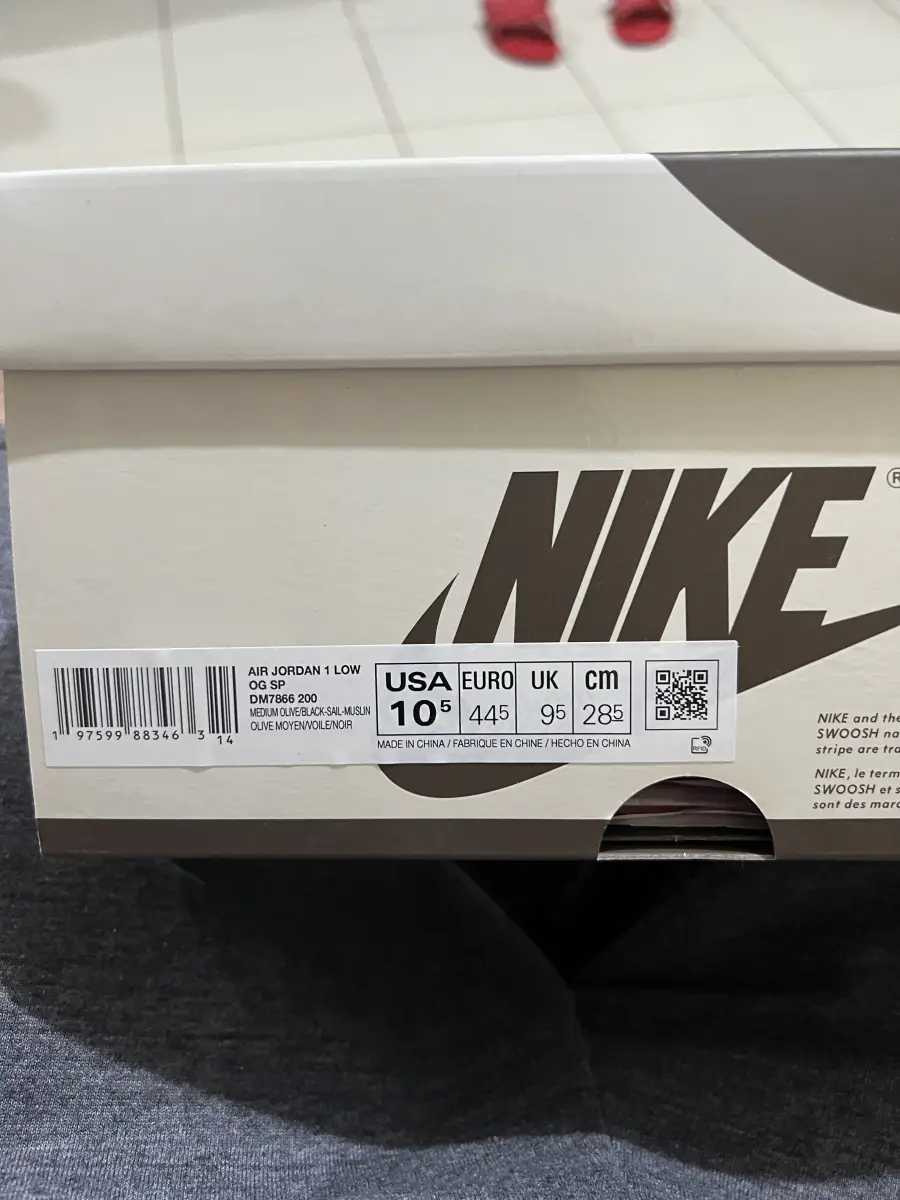 NIKE ®
AIR JORDAN 1 LOW
OG SP
DM7866 200
MEDIUM OLIVE/BLACK-SAIL-MUSLIN
OLIVE MOYEN/VOILE/NOIR
1 97599 88346 3 14
USA EURO UK cm
10⁵ 44⁵ 9⁵ 28⁵
MADE IN CHINA / FABRIQUE EN CHINE / HECHO EN CHINA
RFID
NIKE and the
SWOOSH
stripe are
NIKE, le
SWOOSH et
sont des